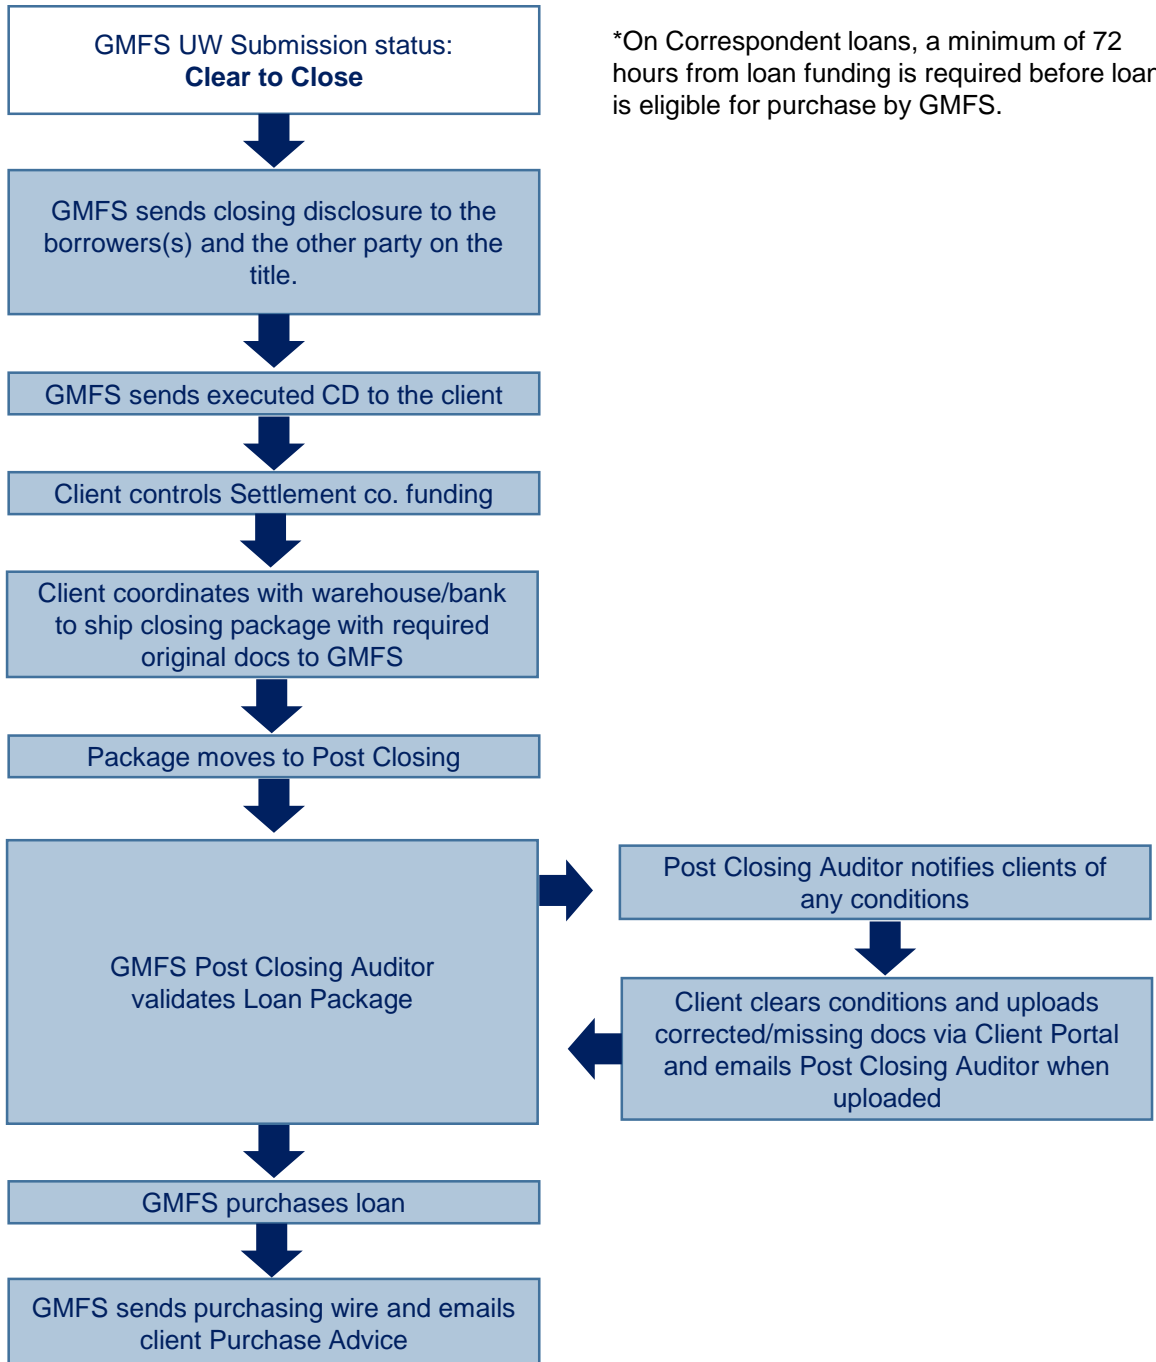 GMFS UW Submission status:
Clear to Close
*On Correspondent loans, a minimum of 72
hours from loan funding is required before loan
is eligible for purchase by GMFS.
GMFS sends closing disclosure to the
borrowers(s) and the other party on the
title.
GMFS sends executed CD to the client
Client controls Settlement co. funding
Client coordinates with warehouse/bank
to ship closing package with required
original docs to GMFS
Package moves to Post Closing
GMFS Post Closing Auditor
validates Loan Package
Post Closing Auditor notifies clients of
any conditions
Client clears conditions and uploads
corrected/missing docs via Client Portal
and emails Post Closing Auditor when
uploaded
GMFS purchases loan
GMFS sends purchasing wire and emails
client Purchase Advice